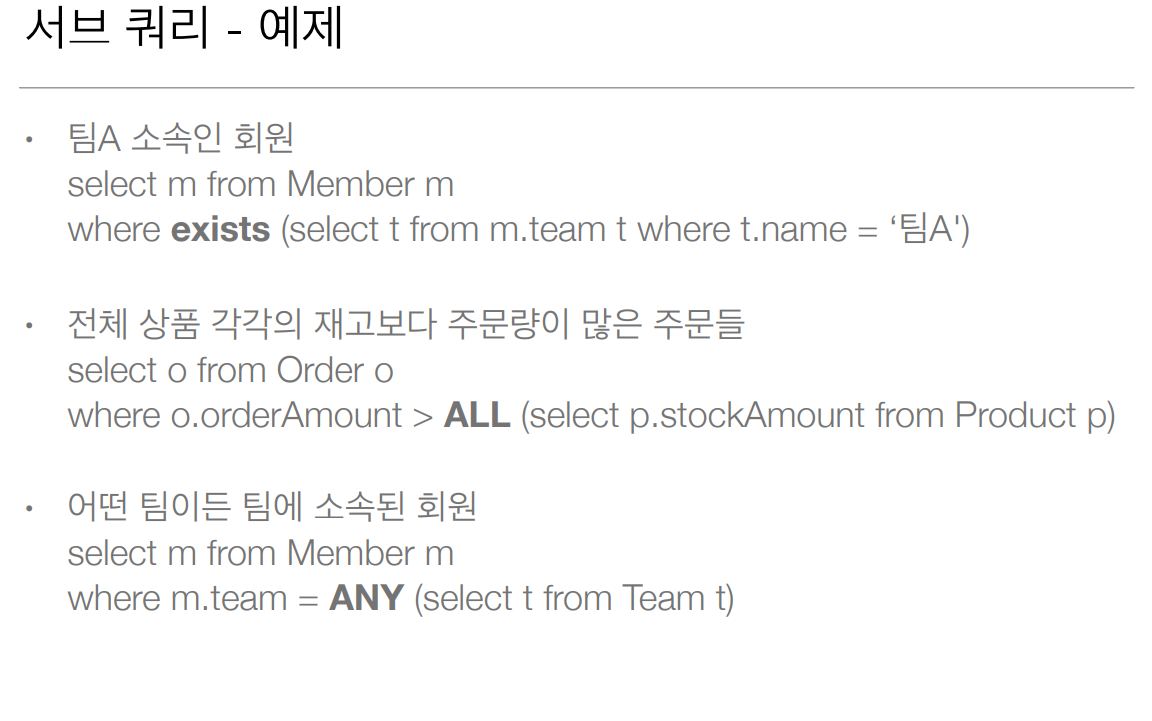 서브 쿼리 - 예제
• 팀A 소속인 회원
select m from Member m
where exists (select t from m.team t where t.name = ‘팀A')
• 전체 상품 각각의 재고보다 주문량이 많은 주문들
select o from Order o
where o.orderAmount > ALL (select p.stockAmount from Product p)
• 어떤 팀이든 팀에 소속된 회원
select m from Member m
where m.team = ANY (select t from Team t)